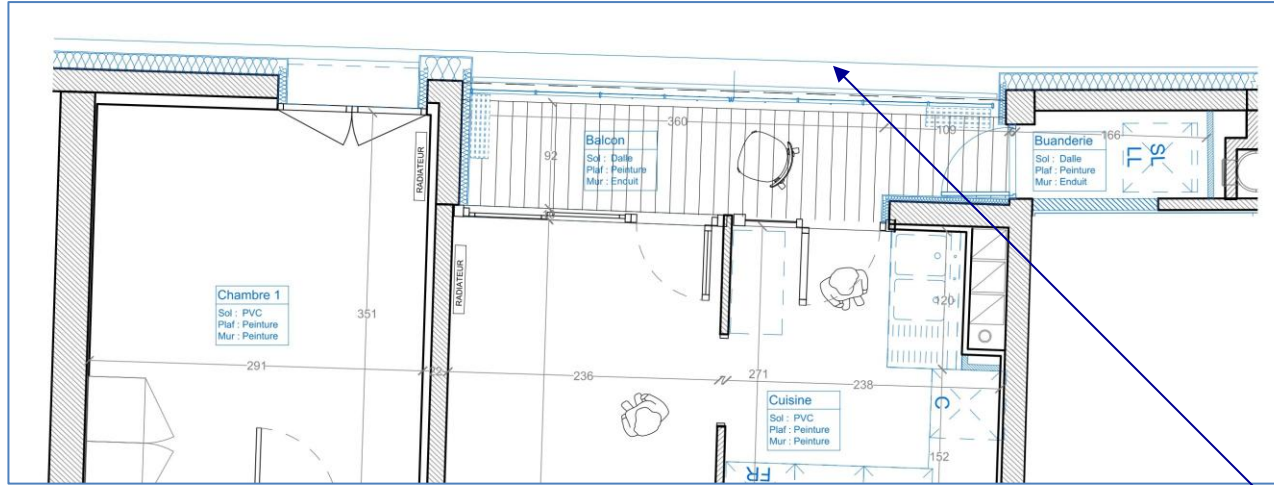 360
Balcon
Sol : Dalle
Plaf : Peinture
Mur : Enduit
92
109
166
Buanderie
Sol : Dalle
Plaf : Peinture
Mur : Enduit
SL
LL
RADIATEUR
RADIATEUR
Chambre 1
Sol : PVC
Plaf : Peinture
Mur : Peinture
351
120
291
22
236
271
238
Cuisine
Sol : PVC
Plaf : Peinture
Mur : Peinture
C
152
FR